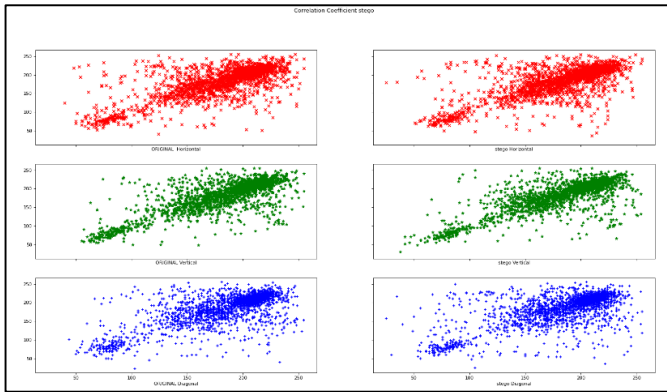 Correlation Coefficient stego
250
200
150
100
50
ORIGINAL Horizontal
stego Horizontal
250
200
150
100
50
ORIGINAL Vertical
stego Vertical
250
200
150
100
50
50 100 150 200 250
50 100 150 200 250
ORIGINAL Diagonal
stego Diagonal